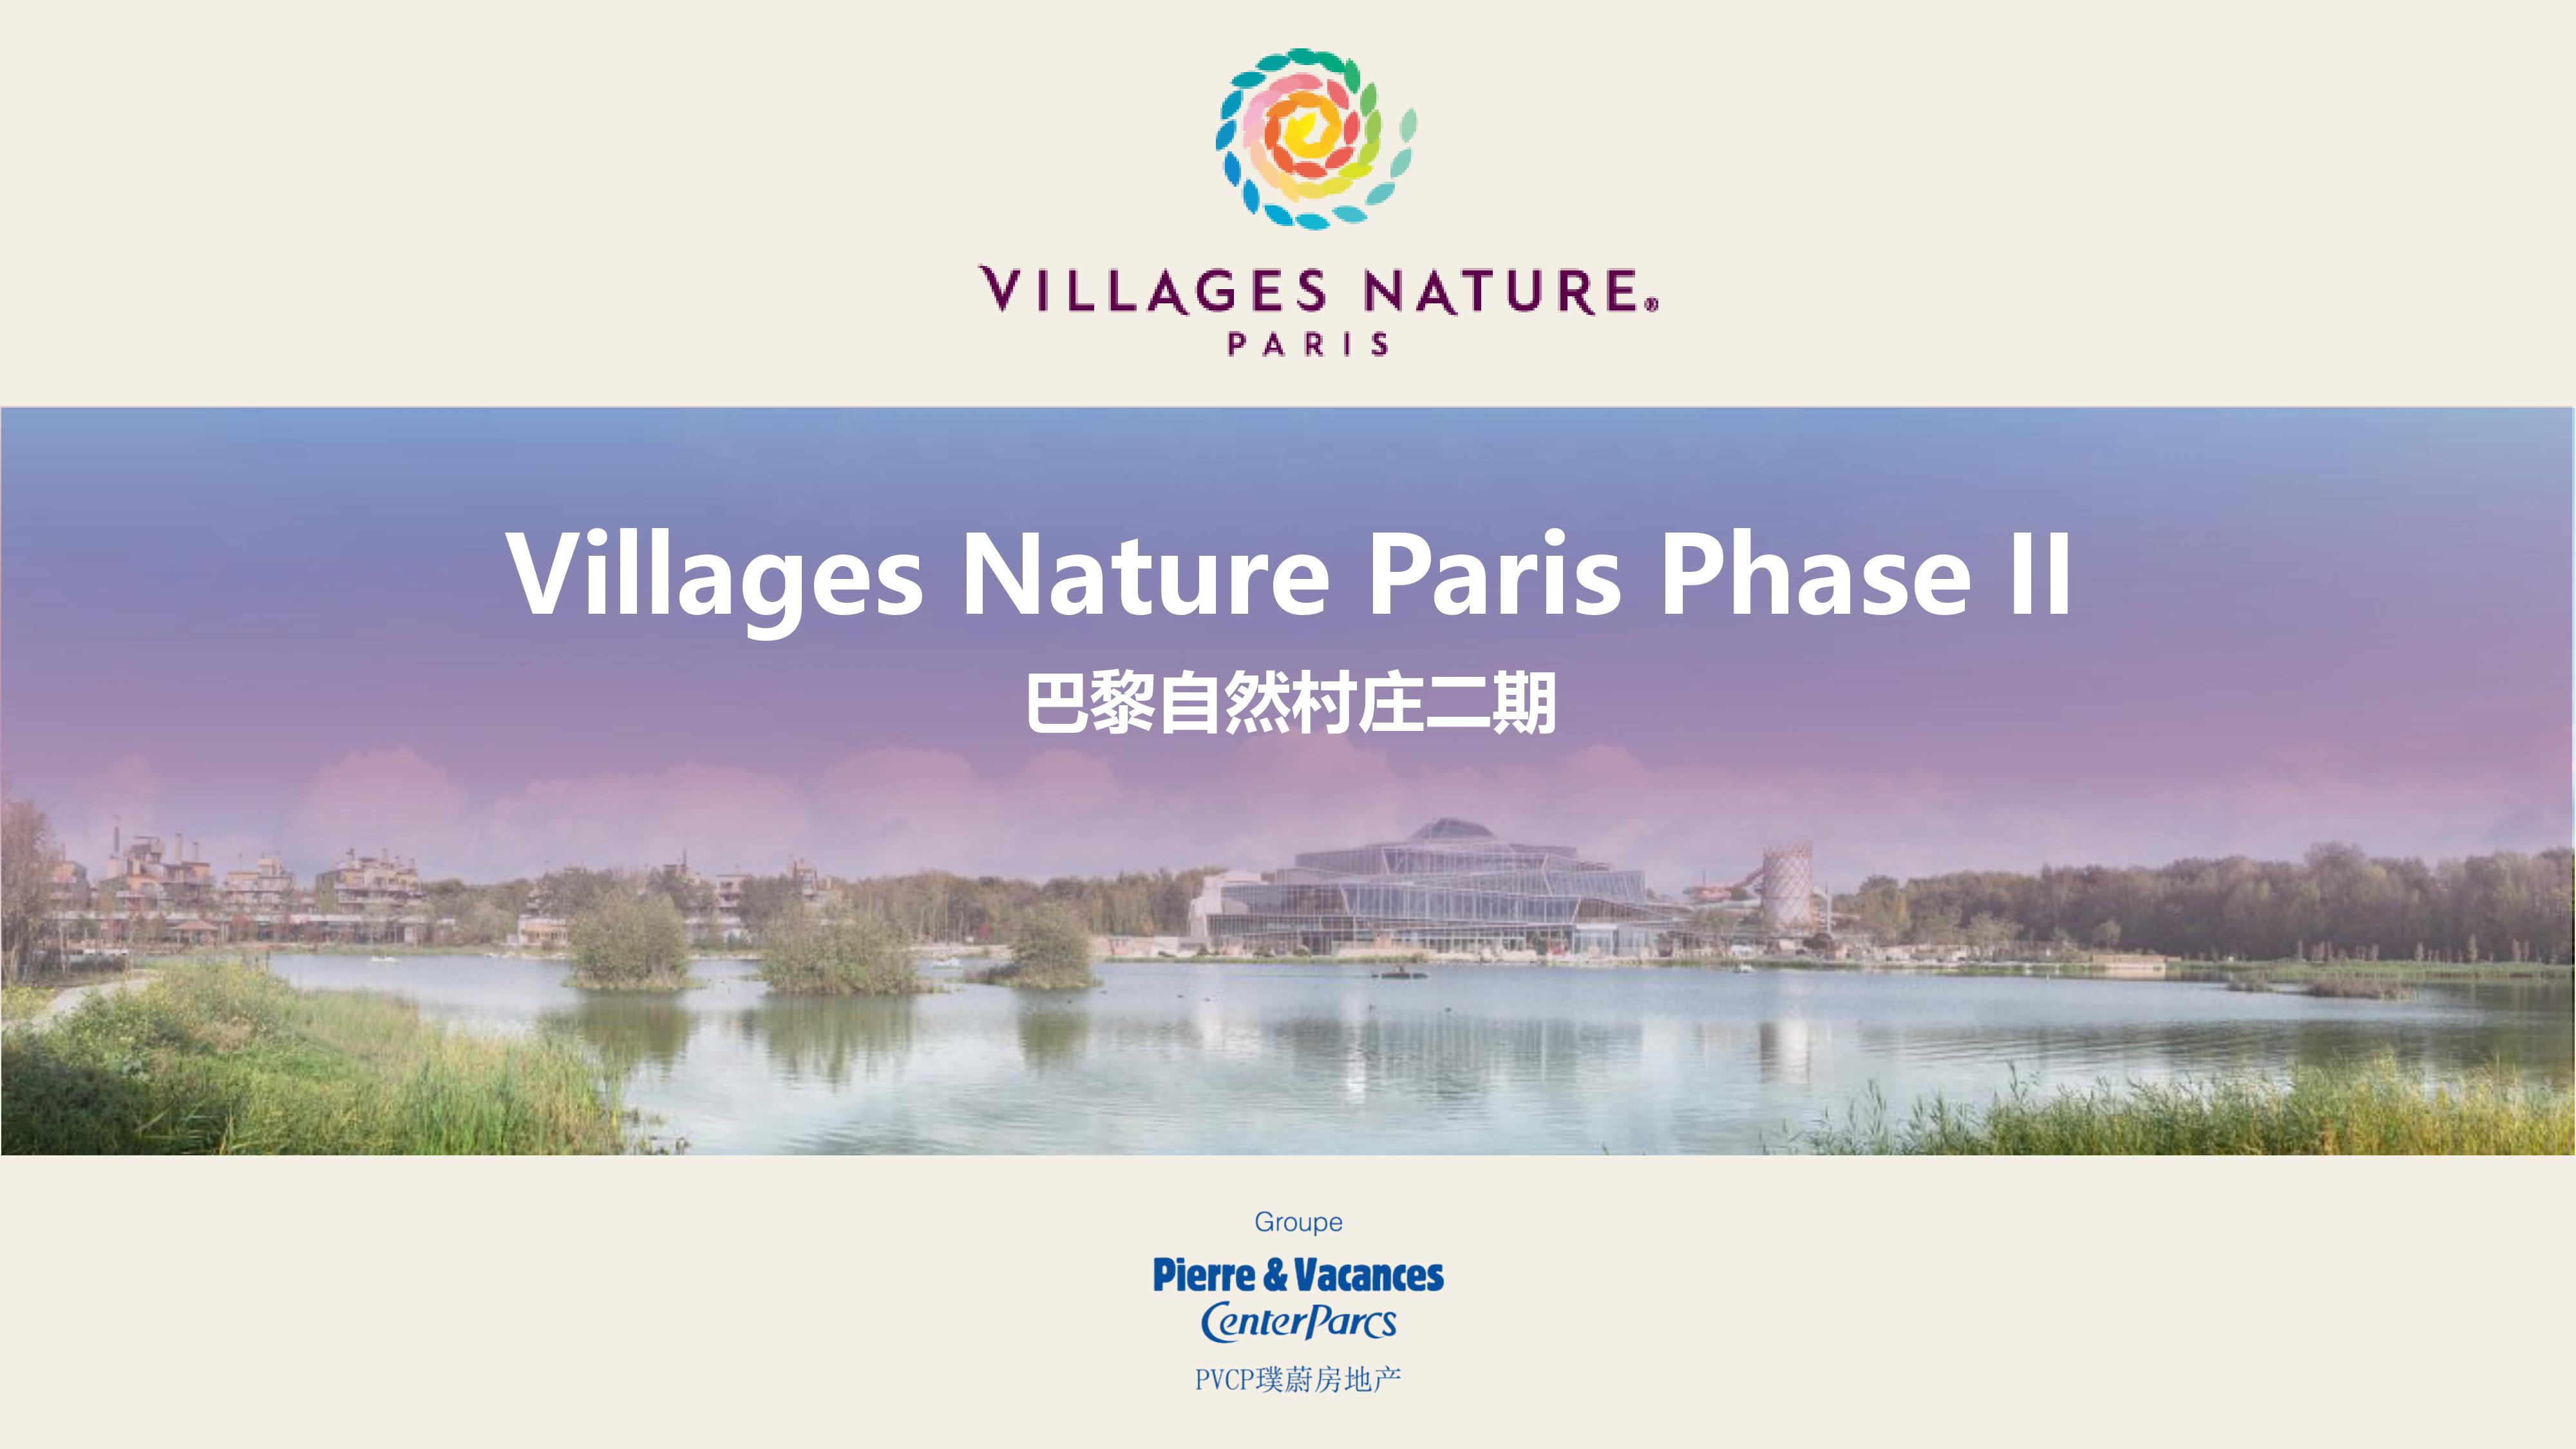 VILLAGES NATURE®
PARIS
Villages Nature Paris Phase II
巴黎自然村庄二期
Groupe
Pierre & Vacances
CenterParcs
PVCP璞蔚房地产